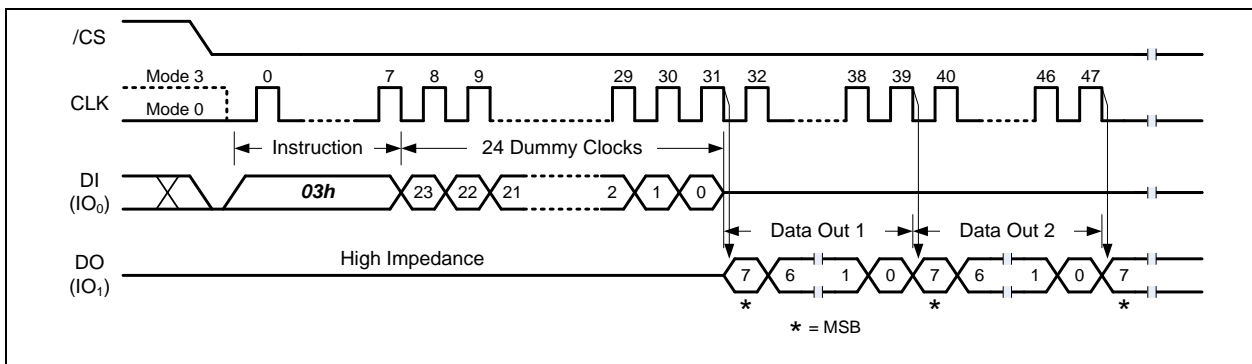 /CS
Mode 3 0 7 8 9 29 30 31 32 38 39 40 46 47
CLK
Mode 0
Instruction 24 Dummy Clocks
DI
(IO0)
03h 23 22 21 2 1 0
Data Out 1 Data Out 2
High Impedance
DO
(IO1)
7 6 1 0 7 6 1 0 7
* * *
* = MSB